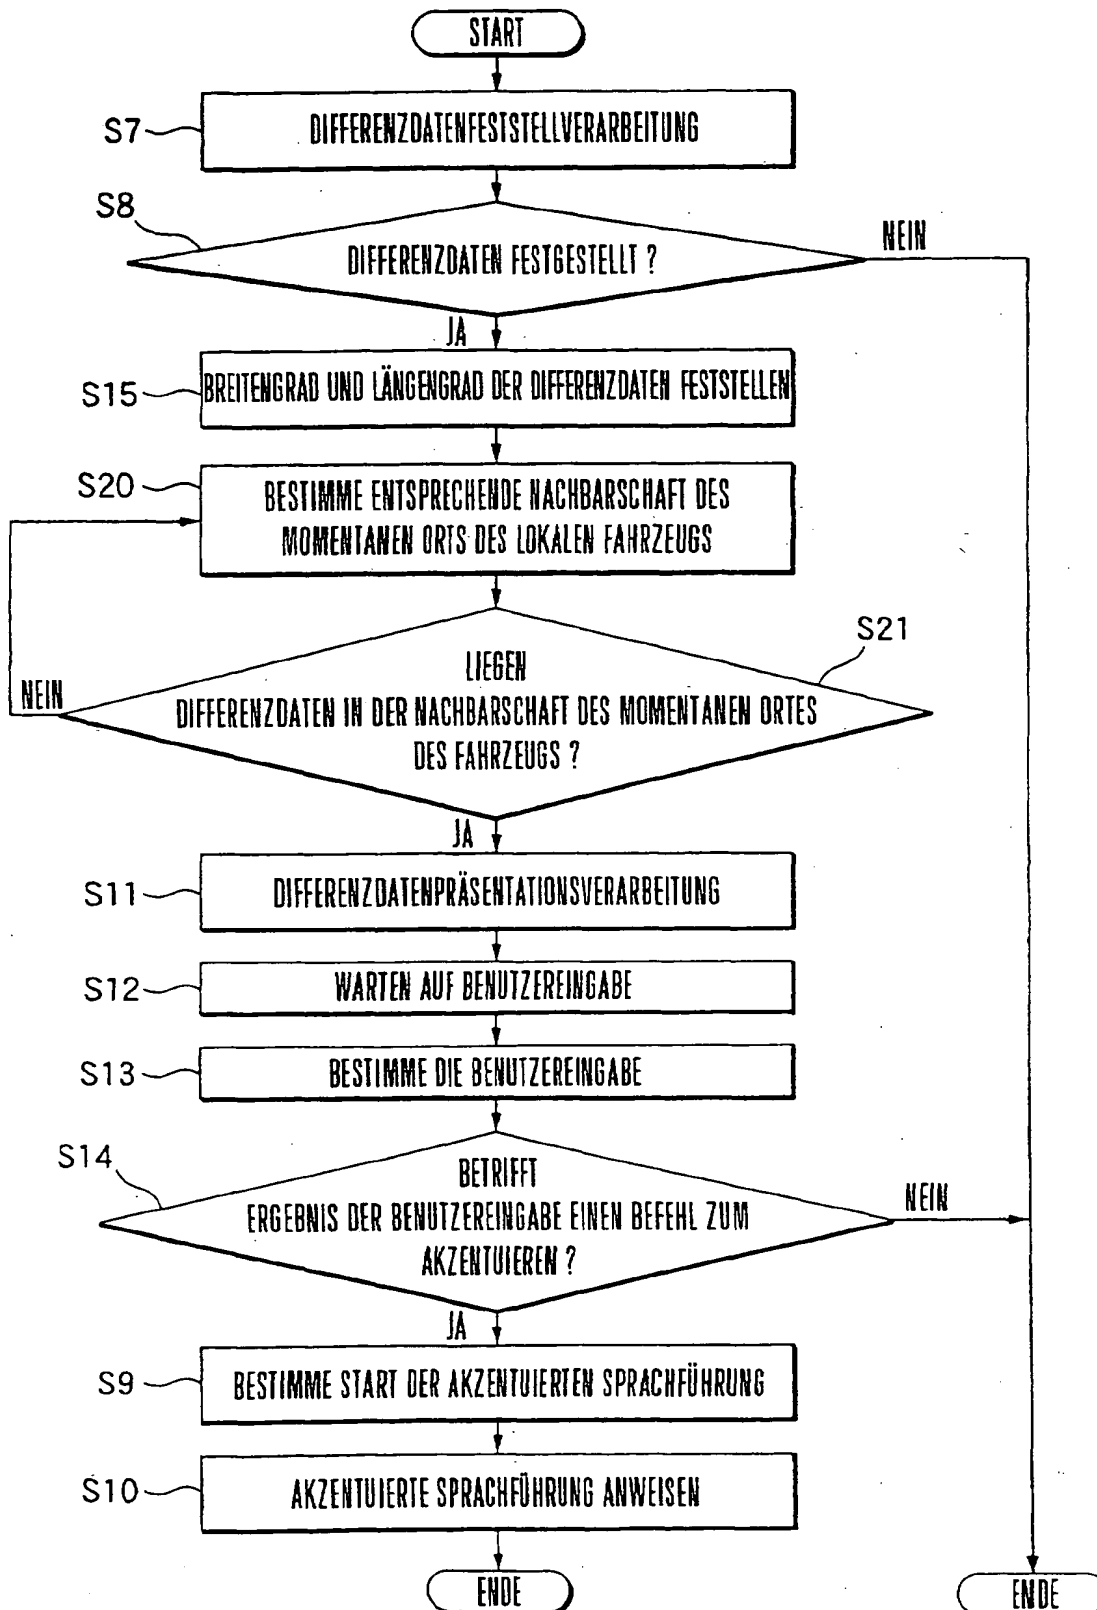 START
S7
DIFFERENZDATENFESTSTELLVERARBEITUNG
S8
DIFFERENZDATEN FESTGESTELLT ?
NEIN
JA
S15
BREITENGRAD UND LÄNGENGRAD DER DIFFERENZDATEN FESTSTELLEN
S20
BESTIMME ENTSPRECHENDE NACHBARSCHAFT DES
MOMENTANEN ORTS DES LOKALEN FAHRZEUGS
S21
LIEGEN
DIFFERENZDATEN IN DER NACHBARSCHAFT DES MOMENTANEN ORTES
DES FAHRZEUGS ?
NEIN
JA
S11
DIFFERENZDATENPRÄSENTATIONSVERARBEITUNG
S12
WARTEN AUF BENUTZEREINGABE
S13
BESTIMME DIE BENUTZEREINGABE
S14
BETRIFFT
ERGEBNIS DER BENUTZEREINGABE EINEN BEFEHL ZUM
AKZENTUIEREN ?
NEIN
JA
S9
BESTIMME START DER AKZENTUIERTEN SPRACHFÜHRUNG
S10
AKZENTUIERTE SPRACHFÜHRUNG ANWEISEN
ENDE
ENDE